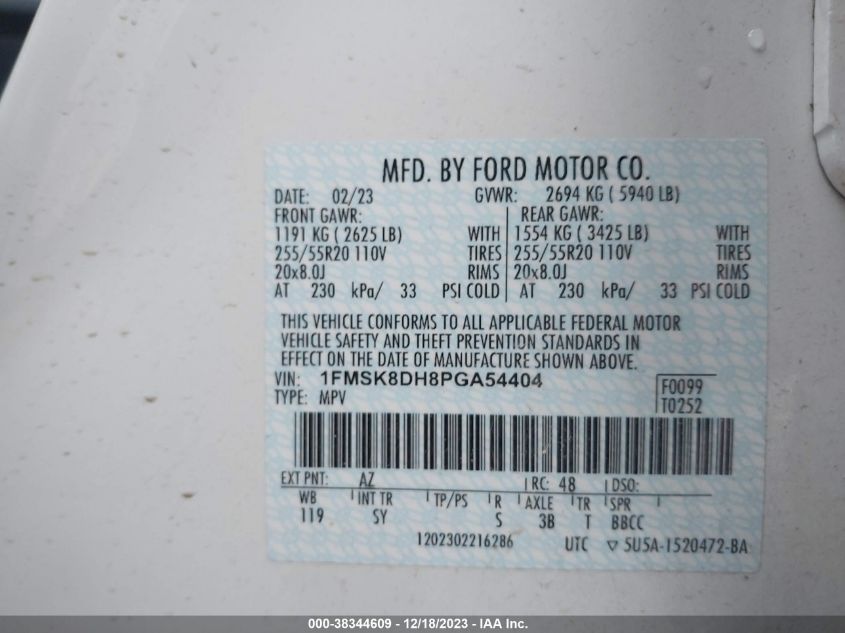 MFD. BY FORD MOTOR CO.
DATE: 02/23 GVWR: 2694 KG ( 5940 LB)
FRONT GAWR: REAR GAWR:
1191 KG ( 2625 LB) WITH 1554 KG ( 3425 LB) WITH
255/55R20 110V TIRES 255/55R20 110V TIRES
20x8.0J RIMS 20x8.0J RIMS
AT 230 kPa/ 33 PSI COLD AT 230 kPa/ 33 PSI COLD
THIS VEHICLE CONFORMS TO ALL APPLICABLE FEDERAL MOTOR
VEHICLE SAFETY AND THEFT PREVENTION STANDARDS IN
EFFECT ON THE DATE OF MANUFACTURE SHOWN ABOVE.
VIN: 1FMSK8DH8PGA54404 F0099
TYPE: MPV T0252
EXT PNT: AZ RC: 48 DSO:
WB INT TR TP/PS R AXLE TR SPR
119 SY S 3B T BBCC
1202302216286 UTC ▽ 5U5A-1520472-BA
000-38344609 - 12/18/2023 - IAA Inc.